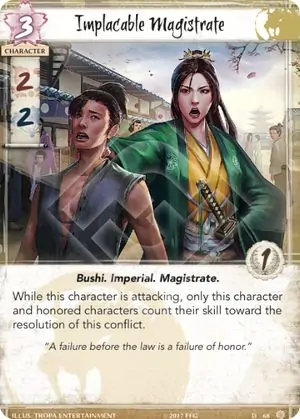 3
Implacable Magistrate
CHARACTER
2
2
1
Bushi. Imperial. Magistrate.
While this character is attacking, only this character
and honored characters count their skill toward the
resolution of this conflict.
"A failure before the law is a failure of honor."
ILLUS: TROPA ENTERTAINMENT
© 2017 FFG
68